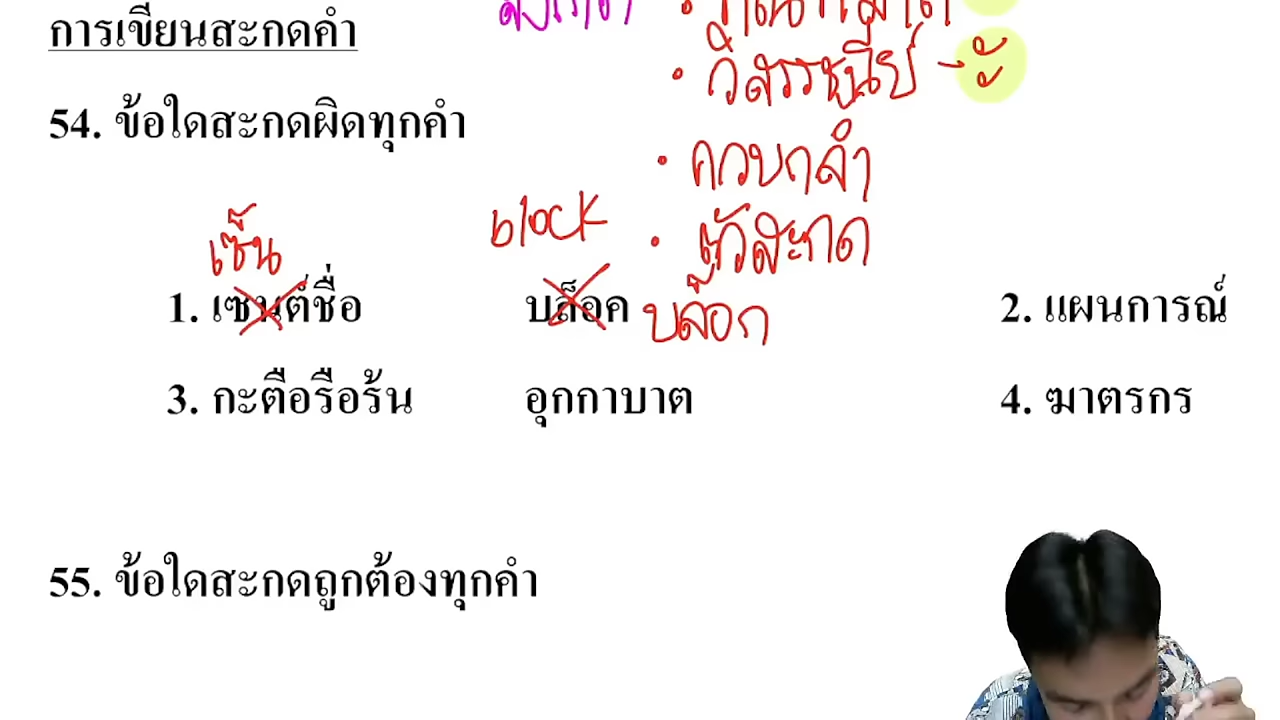 การเขียนสะกดคำ
วิสรรชนีย์ - ะ
54. ข้อใดสะกดผิดทุกคำ
• ควบกล้ำ
block
• ตัวสะกด
เซ็น
1. เซนต์ชื่อ บล็อค บล็อก 2. แผนการณ์
3. กะตือรือร้น อุกกาบาต 4. ฆาตรกร
55. ข้อใดสะกดถูกต้องทุกคำ